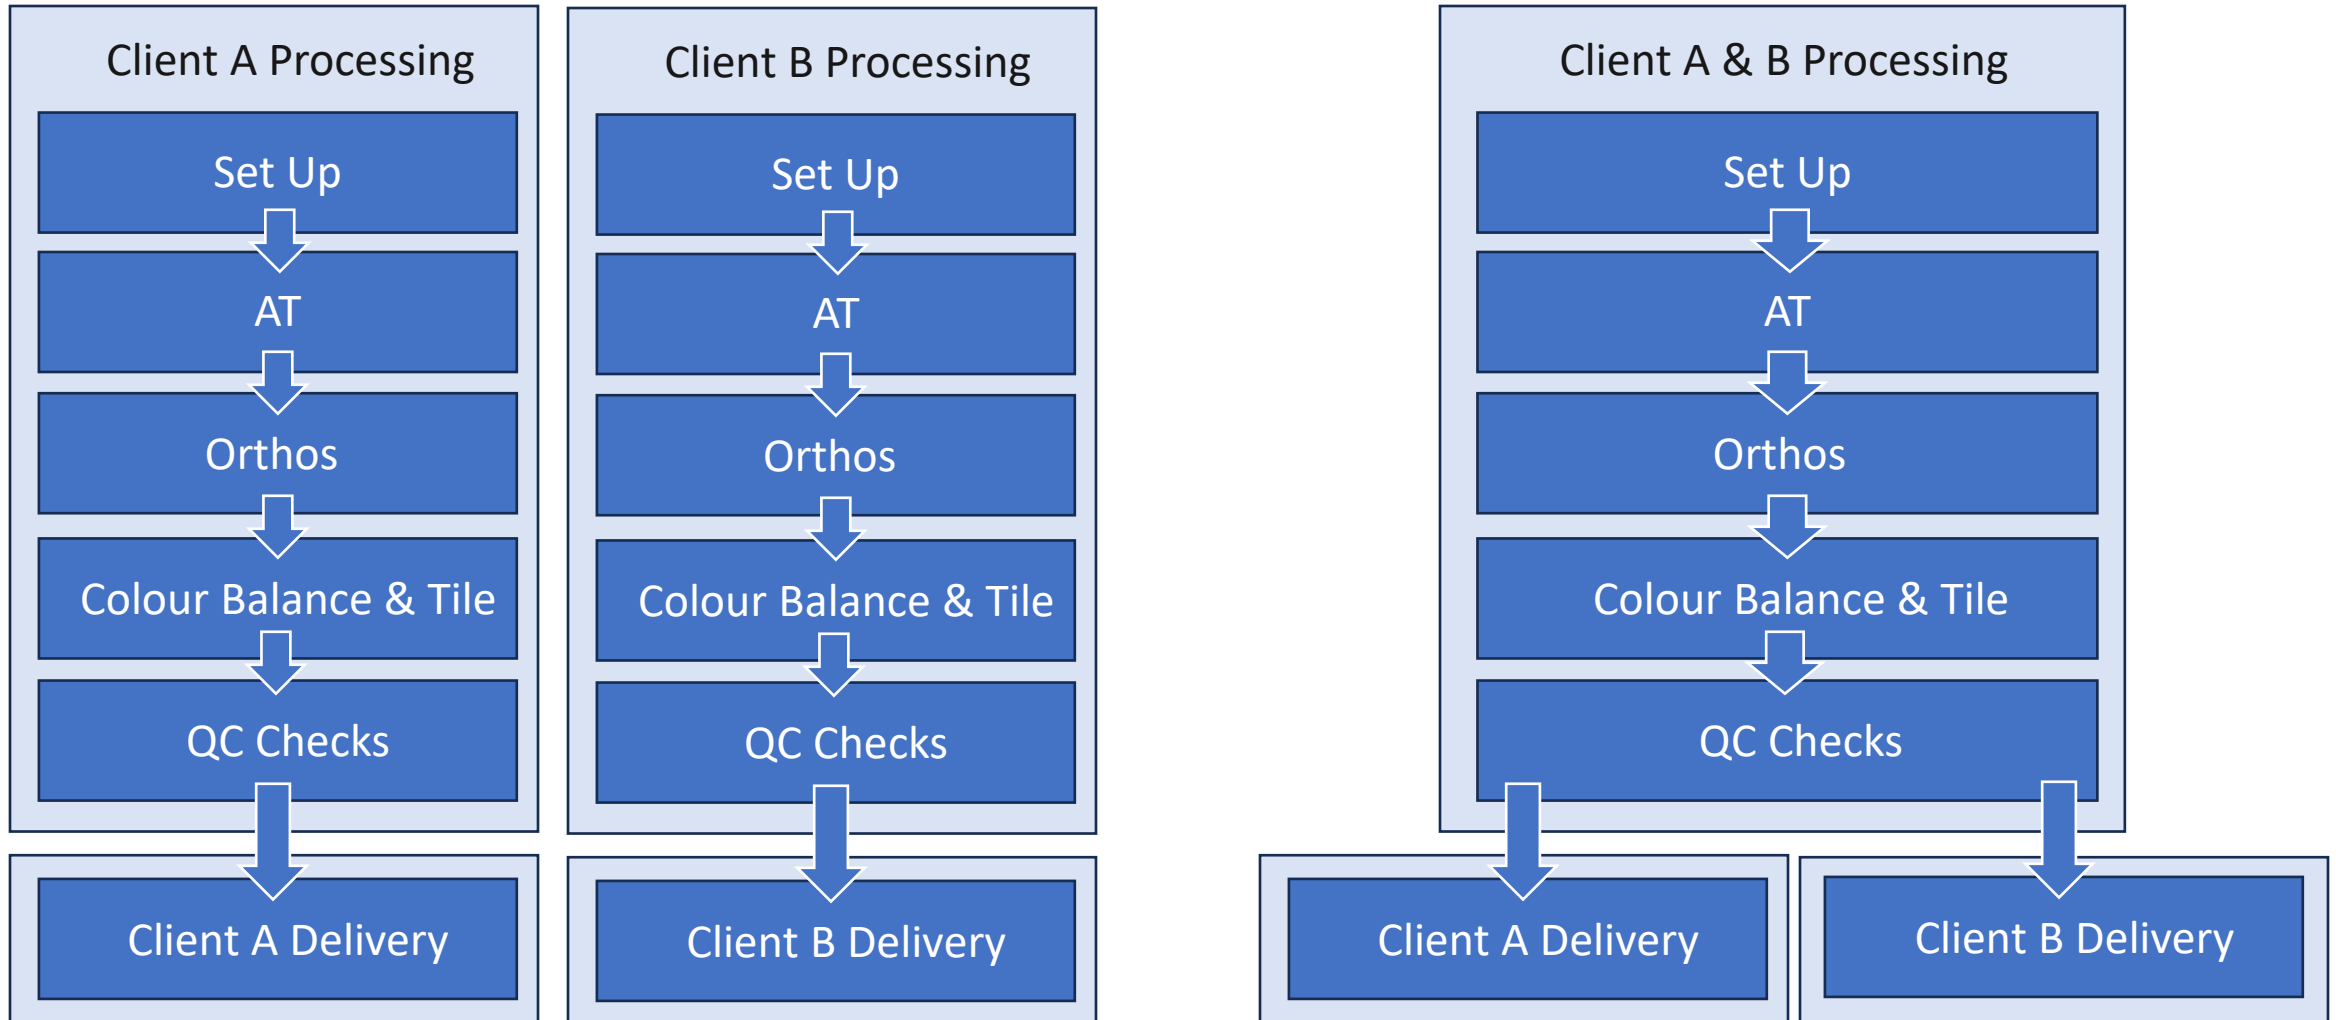 Client A Processing
Set Up
AT
Orthos
Colour Balance & Tile
QC Checks
Client A Delivery
Client B Processing
Set Up
AT
Orthos
Colour Balance & Tile
QC Checks
Client B Delivery
Client A & B Processing
Set Up
AT
Orthos
Colour Balance & Tile
QC Checks
Client A Delivery
Client B Delivery